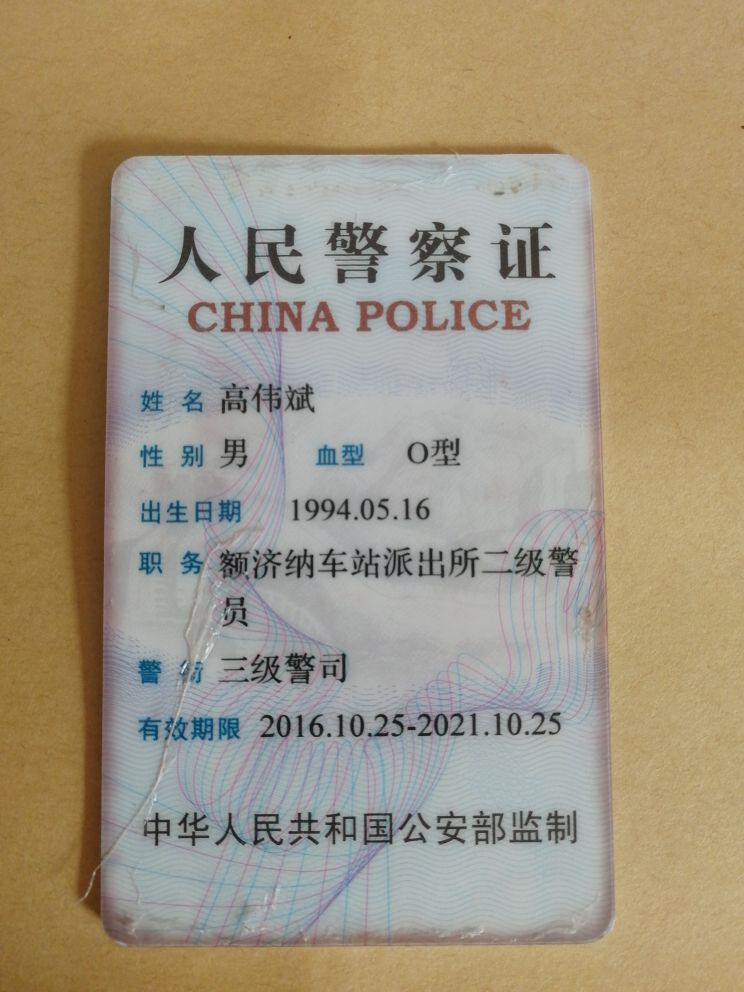 人民警察证
CHINA POLICE
姓 名 高伟斌
性 别 男 血型 O型
出生日期 1994.05.16
职 务 额济纳车站派出所二级警
员
警 衔 三级警司
有效期限 2016.10.25-2021.10.25
中华人民共和国公安部监制